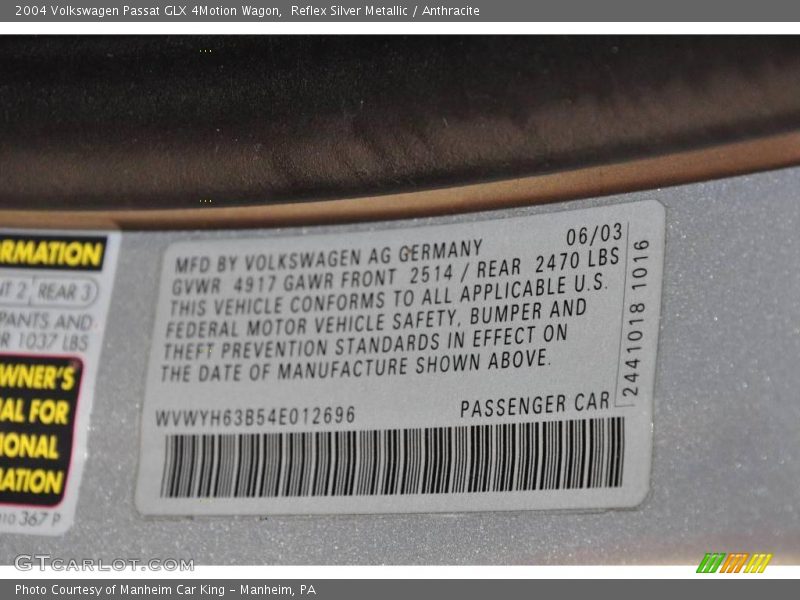 2004 Volkswagen Passat GLX 4Motion Wagon,  Reflex Silver Metallic / Anthracite
RMATION
NT 2 REAR 3
PANTS AND
R 1037 LBS
WNER'S
AL FOR
IONAL
MATION
010 367 P
MFD BY VOLKSWAGEN AG GERMANY 06/03
GVWR 4917 GAWR FRONT 2514 / REAR 2470 LBS
THIS VEHICLE CONFORMS TO ALL APPLICABLE U.S.
FEDERAL MOTOR VEHICLE SAFETY, BUMPER AND
THEFT PREVENTION STANDARDS IN EFFECT ON
THE DATE OF MANUFACTURE SHOWN ABOVE.
WVWYH63B54E012696 PASSENGER CAR
2441018 1016
GTCARLOT.COM
Photo Courtesy of Manheim Car King – Manheim, PA